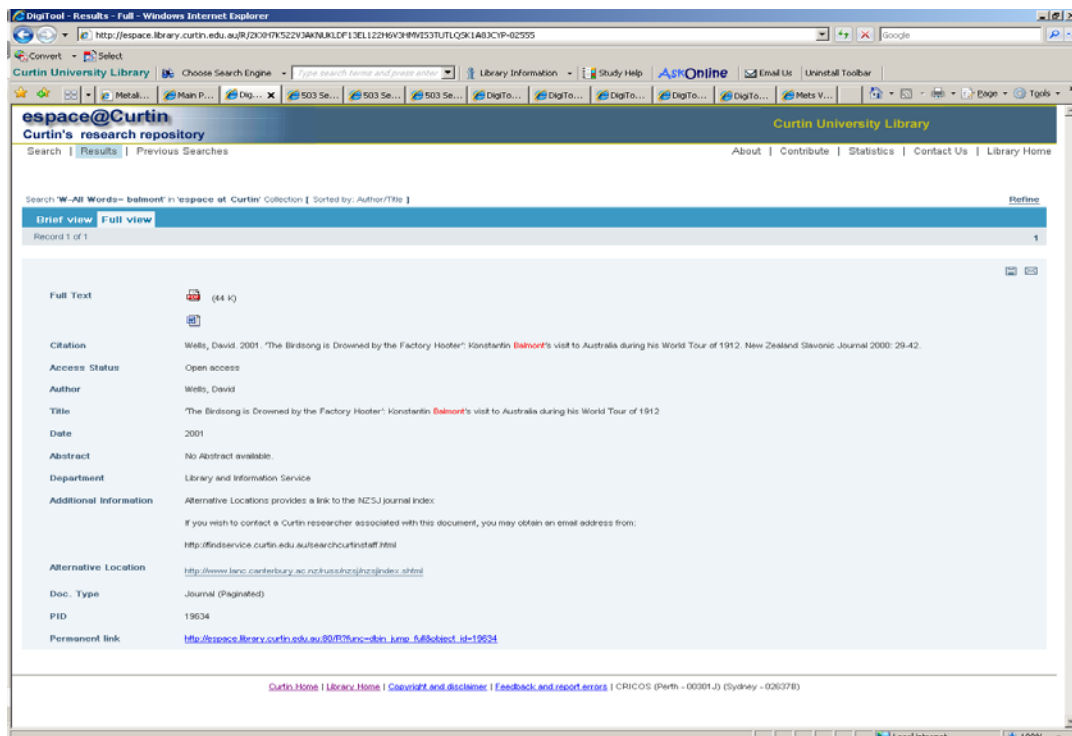 DigiTool - Results - Full - Windows Internet Explorer
Google
Convert Select
Curtin University Library Choose Search Engine Type search terms and press enter Library Information Study Help AskOnline Email Us Uninstall Toolbar
Metali... Main P... Dig... 503 Se... 503 Se... 503 Se... DigiTo... DigiTo... DigiTo... DigiTo... DigiTo... Mets V... Page Tools
espace@Curtin
Curtin's research repository
Curtin University Library
Search | Results | Previous Searches
About | Contribute | Statistics | Contact Us | Library Home
Search 'W-All Words= balmont' in 'espace at Curtin' Collection [ Sorted by: Author/Title ]
Refine
Brief view Full view
Record 1 of 1
1
Full Text (44 K)
Citation Wells, David. 2001. 'The Birdsong is Drowned by the Factory Hooter': Konstantin Balmont's visit to Australia during his World Tour of 1912. New Zealand Slavonic Journal 2000: 29-42.
Access Status Open access
Author Wells, David
Title 'The Birdsong is Drowned by the Factory Hooter': Konstantin Balmont's visit to Australia during his World Tour of 1912
Date 2001
Abstract No Abstract available.
Department Library and Information Service
Additional Information Alternative Locations provides a link to the NZSJ journal index
If you wish to contact a Curtin researcher associated with this document, you may obtain an email address from:
http://findservice.curtin.edu.au/searchcurtinstaff.html
Alternative Location http://www.lanc.canterbury.ac.nz/russ/nzsj/nzsjindex.shtml
Doc. Type Journal (Paginated)
PID 19634
Permanent link http://espace.library.curtin.edu.au:80/R?func=dbin_jump_full&object_id=19634
Curtin Home | Library Home | Copyright and disclaimer | Feedback and report errors | CRICOS (Perth - 00301J) (Sydney - 02637B)